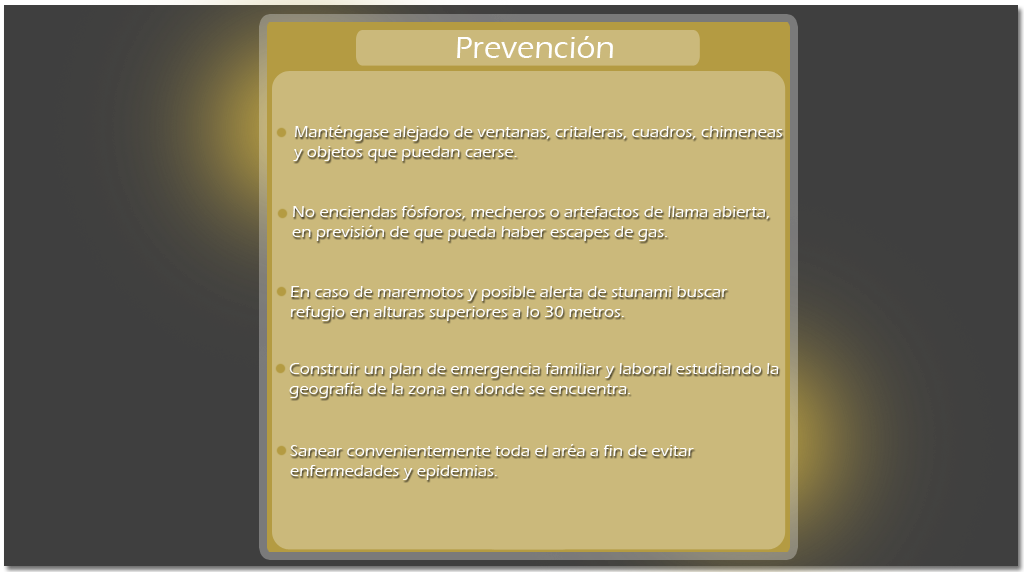 Prevención
Manténgase alejado de ventanas, critaleras, cuadros, chimeneas
y objetos que puedan caerse.
No enciendas fósforos, mecheros o artefactos de llama abierta,
en previsión de que pueda haber escapes de gas.
En caso de maremotos y posible alerta de stunami buscar
refugio en alturas superiores a lo 30 metros.
Construir un plan de emergencia familiar y laboral estudiando la
geografía de la zona en donde se encuentra.
Sanear convenientemente toda el aréa a fin de evitar
enfermedades y epidemias.